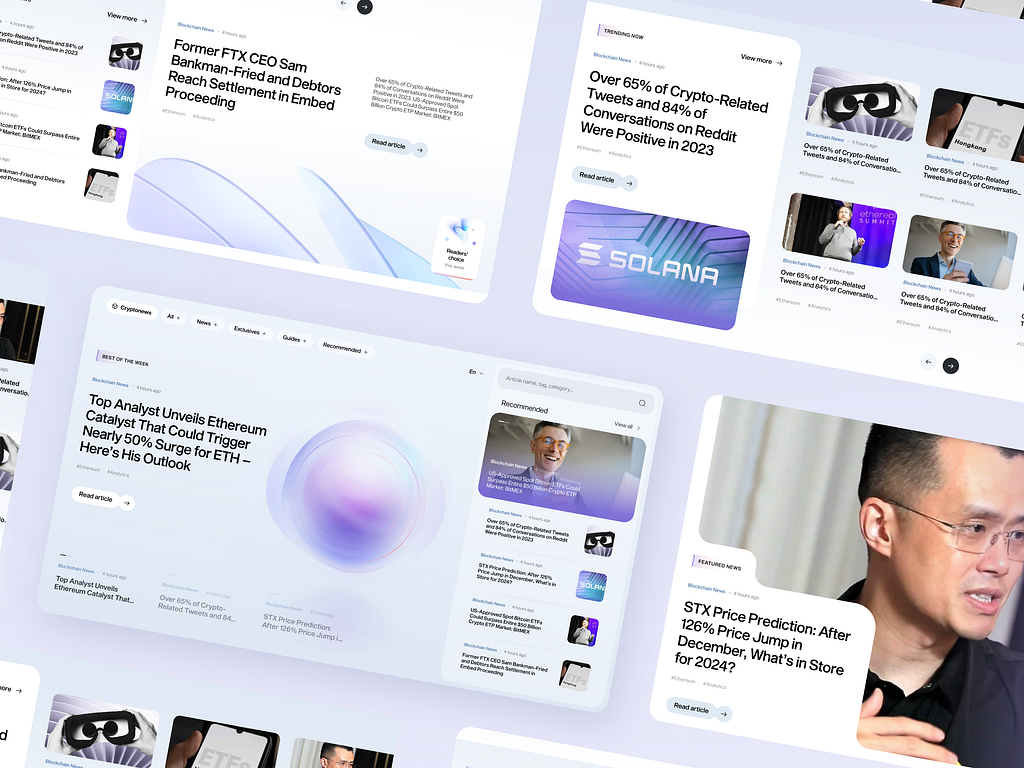 View more →
4 hours ago
Crypto-Related Tweets and 84% of
on Reddit Were Positive in 2023
4 hours ago
After 126% Price Jump in
in Store for 2024?
4 hours ago
Bitcoin ETFs Could Surpass Entire
Crypto ETP Market: BitMEX
4 hours ago
Bankman-Fried and Debtors
Proceeding
SOLANA
ETFs
Blockchain News • 4 hours ago
Former FTX CEO Sam
Bankman-Fried and Debtors
Reach Settlement in Embed
Proceeding
#Ethereum #Analytics
Over 65% of Crypto-Related Tweets and
84% of Conversations on Reddit Were
Positive in 2023. US-Approved Spot
Bitcoin ETFs Could Surpass Entire $50
Billion Crypto ETP Market: BitMEX
Read article →
Readers'
choice
this week
TRENDING NOW
View more →
Blockchain News • 4 hours ago
Over 65% of Crypto-Related
Tweets and 84% of
Conversations on Reddit
Were Positive in 2023
#Ethereum #Analytics
Read article →
SOLANA
Blockchain News • 4 hours ago
Over 65% of Crypto-Related
Tweets and 84% of Conversatio...
#Ethereum #Analytics
ETFs
Hongkong
Blockchain News • 4 hours ago
Over 65% of Crypto-Related
Tweets and 84% of Conversatio...
#Ethereum #Analytics
ethereal
SUMMIT
Blockchain News • 4 hours ago
Over 65% of Crypto-Related
Tweets and 84% of Conversatio...
#Ethereum #Analytics
Blockchain News • 4 hours ago
Over 65% of Crypto-Related
Tweets and 84% of Conversatio...
#Ethereum #Analytics
Cryptonews
All +
News +
Exclusives +
Guides +
Recommended +
En
BEST OF THE WEEK
Blockchain News • 4 hours ago
Top Analyst Unveils Ethereum
Catalyst That Could Trigger
Nearly 50% Surge for ETH –
Here's His Outlook
#Ethereum #Analytics
Read article →
Blockchain News • 4 hours ago
Top Analyst Unveils
Ethereum Catalyst That...
Blockchain News • 4 hours ago
Over 65% of Crypto-
Related Tweets and 84...
Blockchain News • 4 hours ago
STX Price Prediction:
After 126% Price Jump i...
Article name, tag, category...
Recommended
View all
Blockchain News • 4 hours ago
US-Approved Spot Bitcoin ETFs Could
Surpass Entire $50 Billion Crypto ETP
Market: BitMEX
Blockchain News • 4 hours ago
Over 65% of Crypto-Related Tweets
and 84% of Conversations on Reddit
Were Positive in 2023
Blockchain News • 4 hours ago
STX Price Prediction: After 126%
Price Jump in December, What's in
Store for 2024?
SOLANA
Blockchain News • 4 hours ago
US-Approved Spot Bitcoin ETFs
Could Surpass Entire $50 Billion
Crypto ETP Market: BitMEX
Blockchain News • 4 hours ago
Former FTX CEO Sam Bankman-Fried
and Debtors Reach Settlement in
Embed Proceeding
ETFs
FEATURED NEWS
Blockchain News • 4 hours ago
STX Price Prediction: After
126% Price Jump in
December, What's in Store
for 2024?
#Ethereum #Analytics
Read article →
ETFs